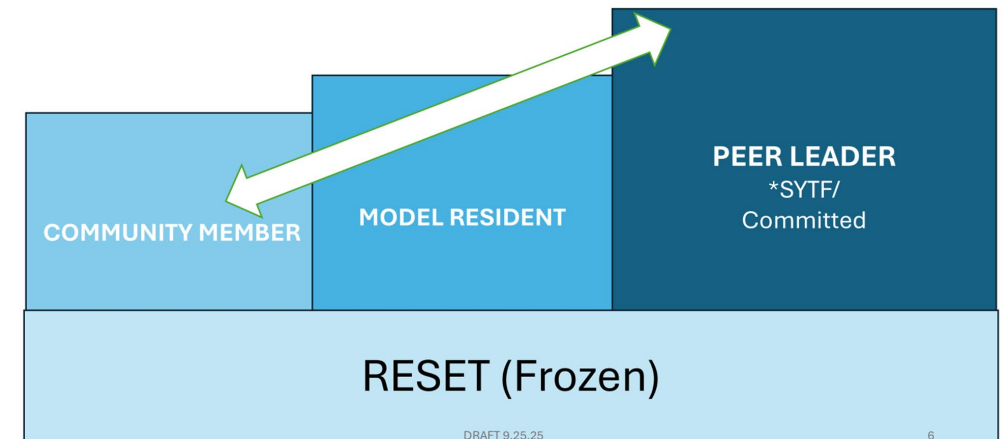 COMMUNITY MEMBER
MODEL RESIDENT
PEER LEADER
*SYTF/
Committed
RESET (Frozen)
DRAFT 9.25.25
6